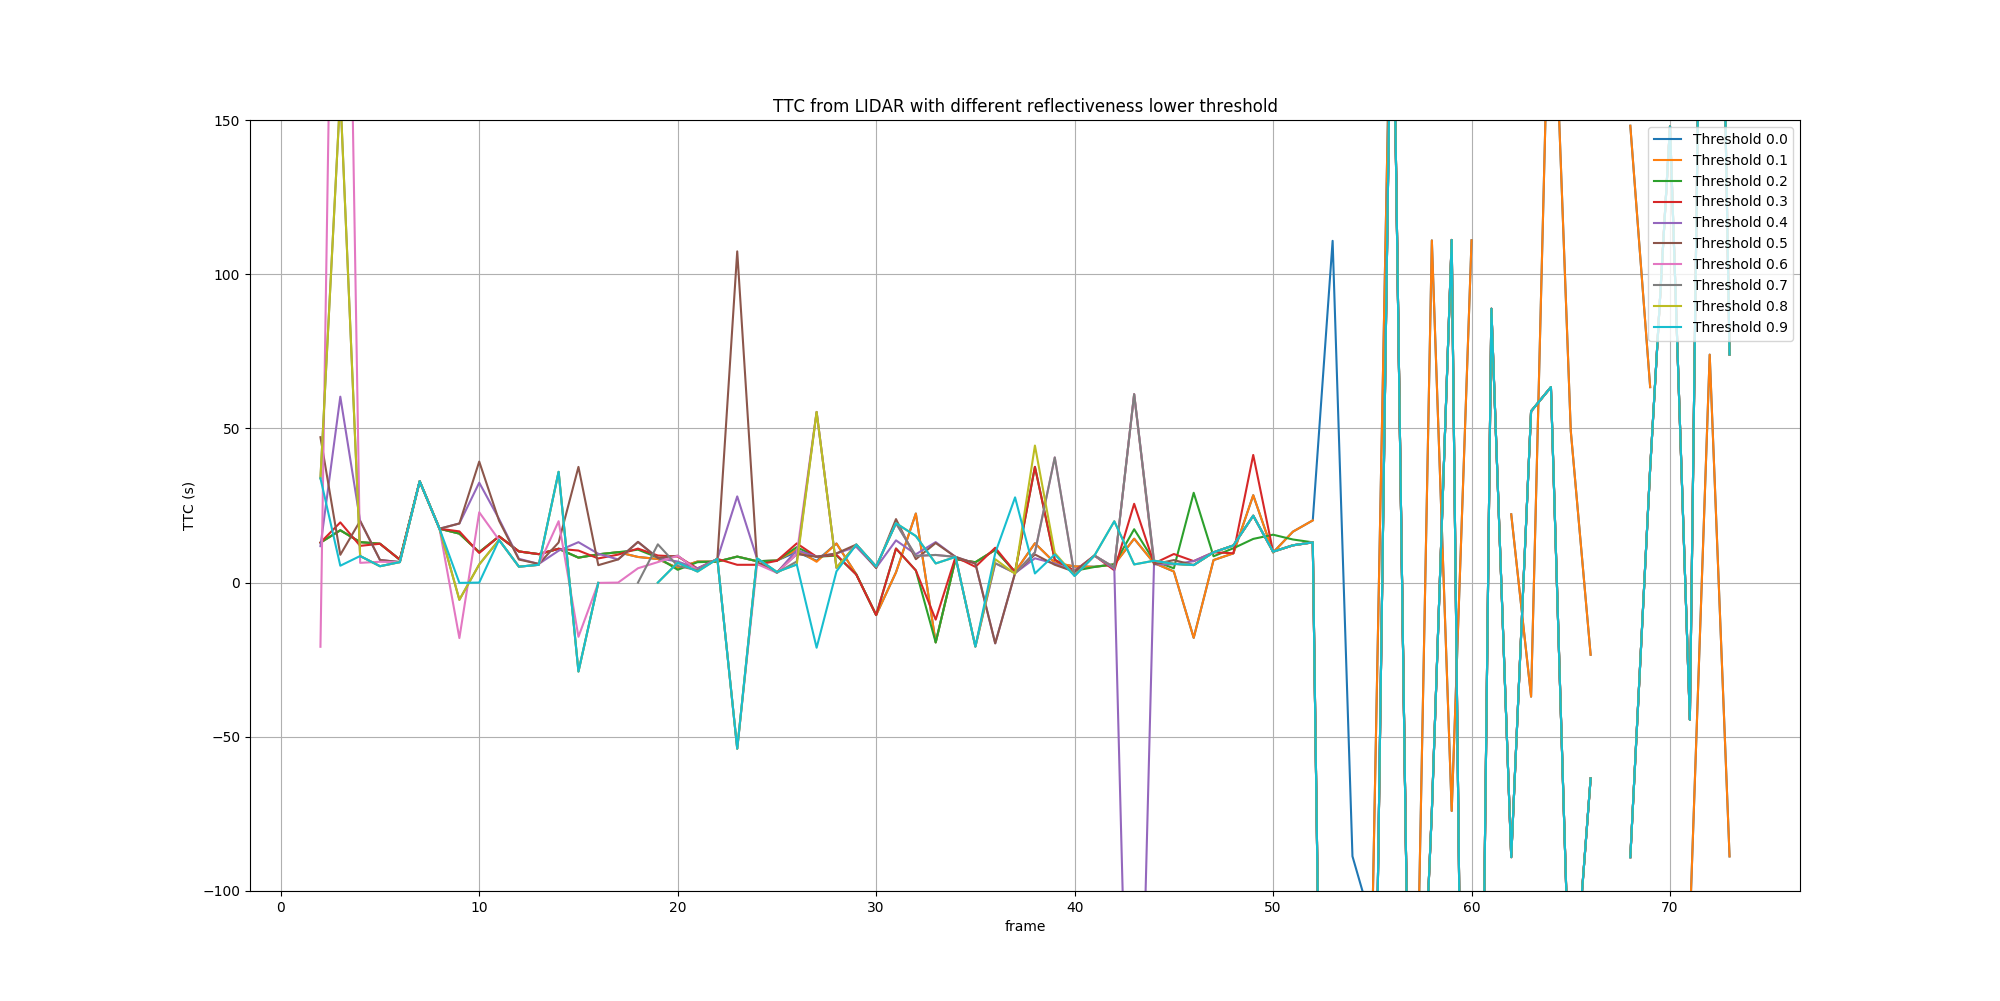 TTC from LIDAR with different reflectiveness lower threshold
150
100
50
0
−50
−100
TTC (s)
0 10 20 30 40 50 60 70
frame
Threshold 0.0
Threshold 0.1
Threshold 0.2
Threshold 0.3
Threshold 0.4
Threshold 0.5
Threshold 0.6
Threshold 0.7
Threshold 0.8
Threshold 0.9